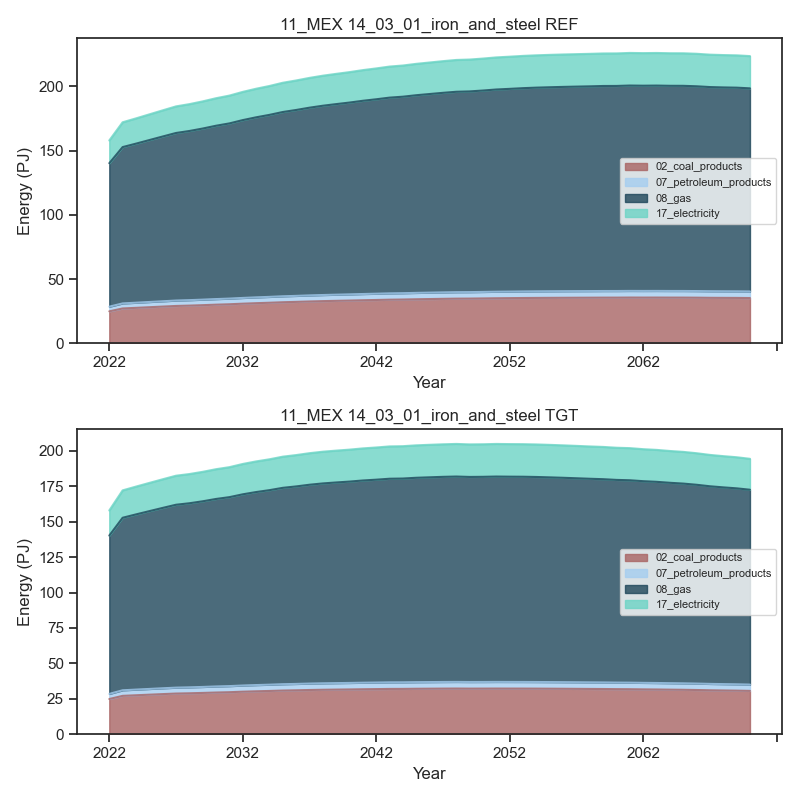 11_MEX 14_03_01_iron_and_steel REF
200
150
100
50
0
Energy (PJ)
02_coal_products
07_petroleum_products
08_gas
17_electricity
2022 2032 2042 2052 2062
Year
11_MEX 14_03_01_iron_and_steel TGT
200
175
150
125
100
75
50
25
0
Energy (PJ)
02_coal_products
07_petroleum_products
08_gas
17_electricity
2022 2032 2042 2052 2062
Year